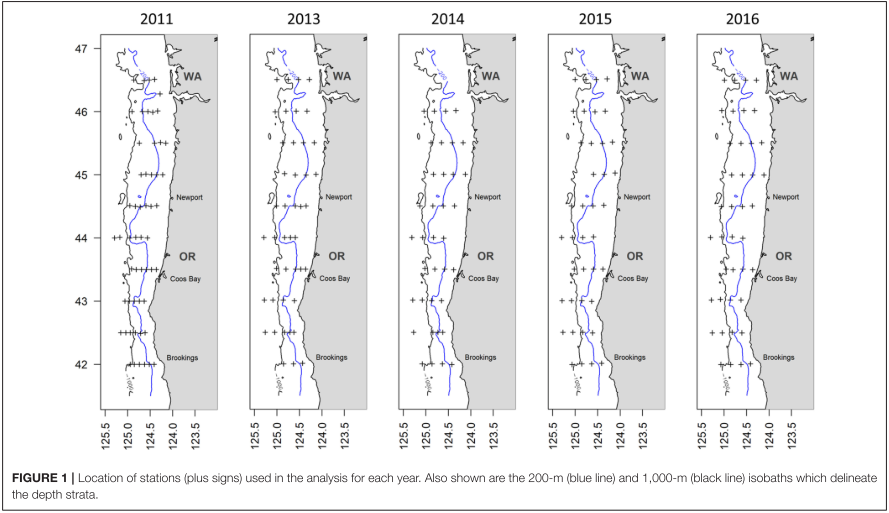 2011 2013 2014 2015 2016
47
46
45
44
43
42
-200 -200 -200 -200 -200
WA WA WA WA WA
Newport Newport Newport Newport Newport
OR OR OR OR OR
Coos Bay Coos Bay Coos Bay Coos Bay Coos Bay
Brookings Brookings Brookings Brookings Brookings
125.5 125.0 124.5 124.0 123.5 125.5 125.0 124.5 124.0 123.5 125.5 125.0 124.5 124.0 123.5 125.5 125.0 124.5 124.0 123.5 125.5 125.0 124.5 124.0 123.5
FIGURE 1 | Location of stations (plus signs) used in the analysis for each year. Also shown are the 200-m (blue line) and 1,000-m (black line) isobaths which delineate
the depth strata.